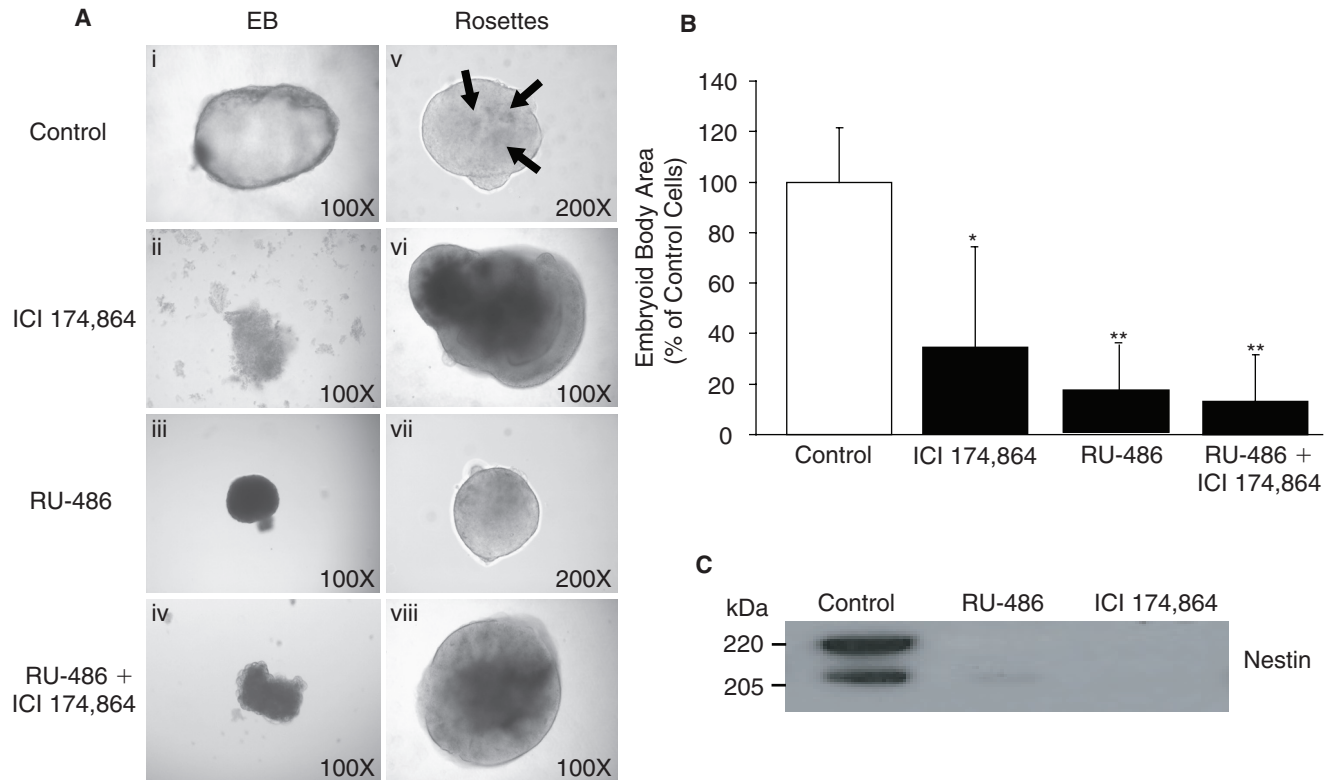 A
EB
Rosettes
Control
i
100X
v
200X
ICI 174,864
ii
100X
vi
100X
RU-486
iii
100X
vii
200X
RU-486 +
ICI 174,864
iv
100X
viii
100X
B
Embryoid Body Area
(% of Control Cells)
140
120
100
80
60
40
20
0
*
**
**
Control
ICI 174,864
RU-486
RU-486 +
ICI 174,864
C
kDa
Control
RU-486
ICI 174,864
220
205
Nestin